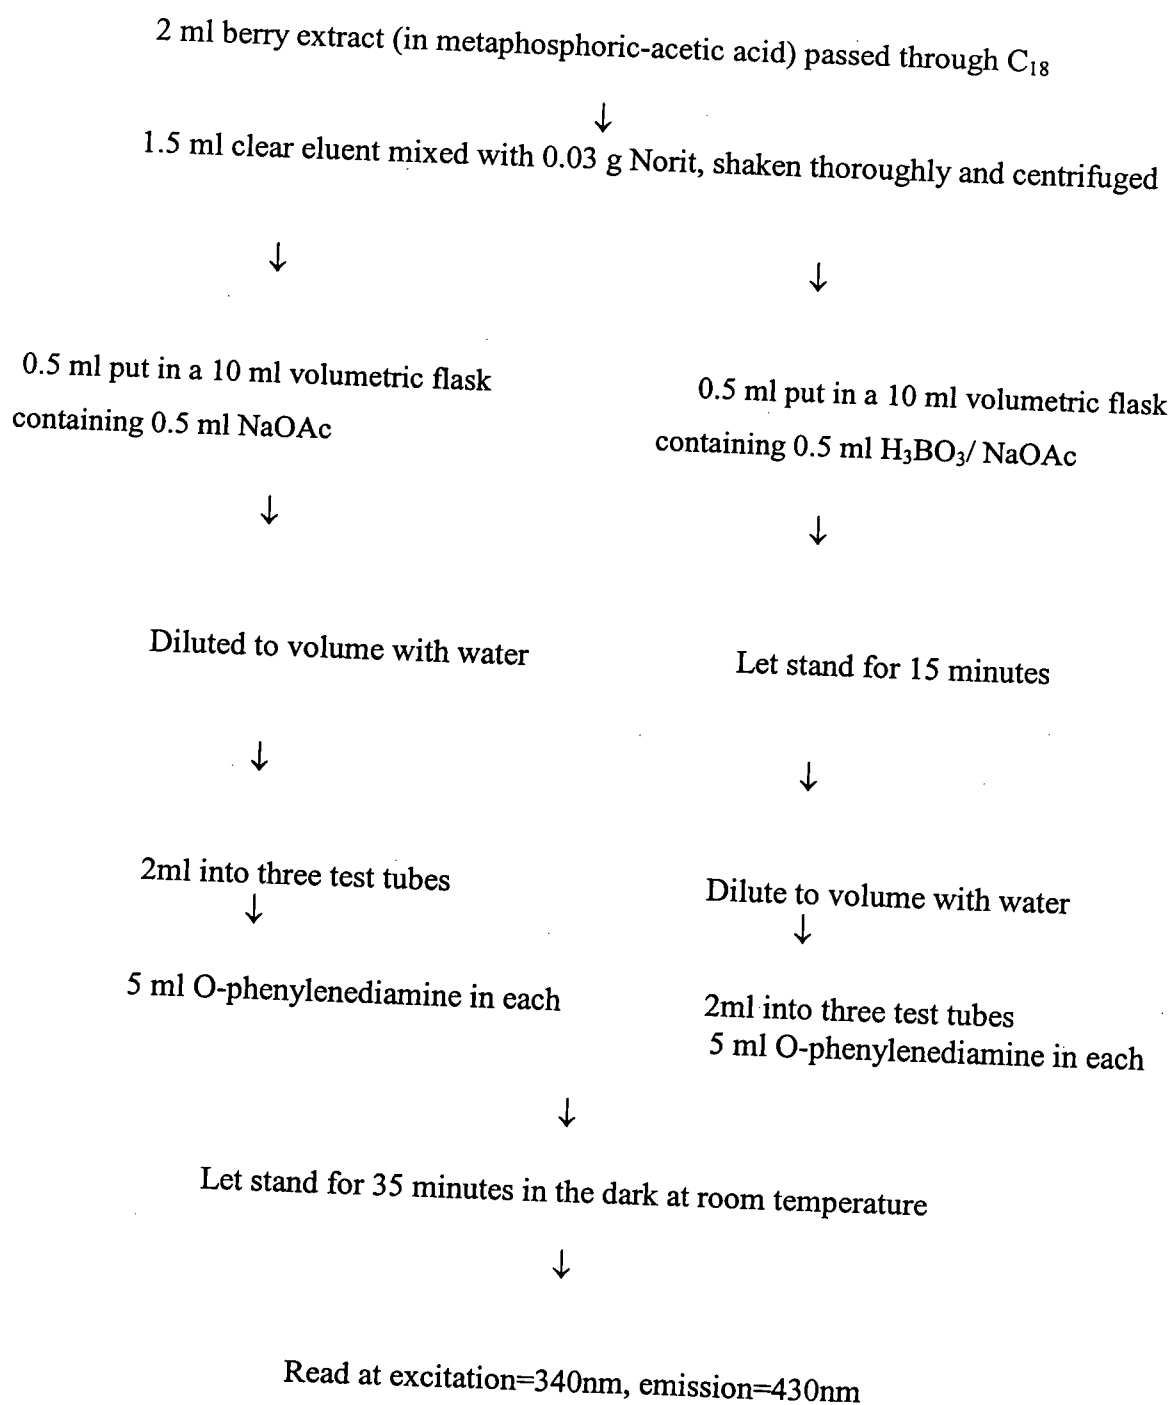 2 ml berry extract (in metaphosphoric-acetic acid) passed through C₁₈
↓
1.5 ml clear eluent mixed with 0.03 g Norit, shaken thoroughly and centrifuged
↓ ↓
0.5 ml put in a 10 ml volumetric flask
containing 0.5 ml NaOAc
0.5 ml put in a 10 ml volumetric flask
containing 0.5 ml H₃BO₃/ NaOAc
↓ ↓
Diluted to volume with water
Let stand for 15 minutes
↓ ↓
2ml into three test tubes
↓
5 ml O-phenylenediamine in each
Dilute to volume with water
↓
2ml into three test tubes
5 ml O-phenylenediamine in each
↓
Let stand for 35 minutes in the dark at room temperature
↓
Read at excitation=340nm, emission=430nm